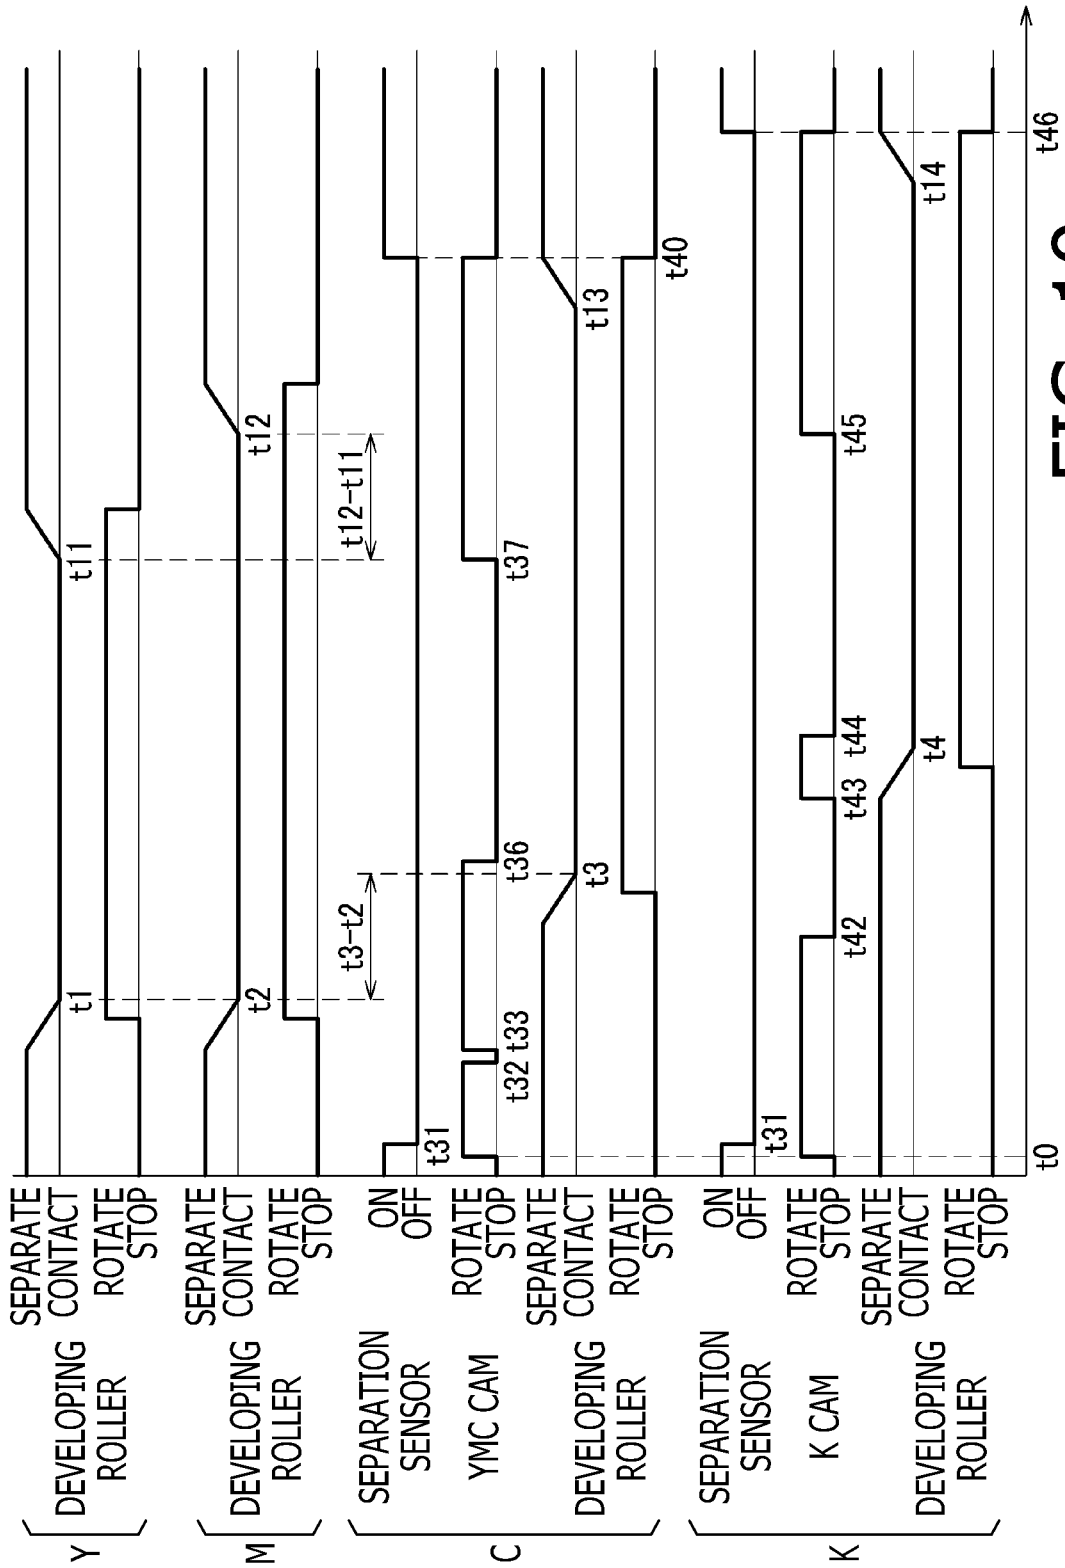 Y
DEVELOPING
ROLLER
SEPARATE
CONTACT
ROTATE
STOP
t1
t11
M
DEVELOPING
ROLLER
SEPARATE
CONTACT
ROTATE
STOP
t2
t12
t3-t2
t12-t11
C
SEPARATION
SENSOR
ON
OFF
t31
YMC CAM
ROTATE
STOP
t32
t33
t36
t37
DEVELOPING
ROLLER
SEPARATE
CONTACT
ROTATE
STOP
t3
t13
t40
K
SEPARATION
SENSOR
ON
OFF
t31
K CAM
ROTATE
STOP
t42
t43
t44
t45
DEVELOPING
ROLLER
SEPARATE
CONTACT
ROTATE
STOP
t4
t14
t0
t46